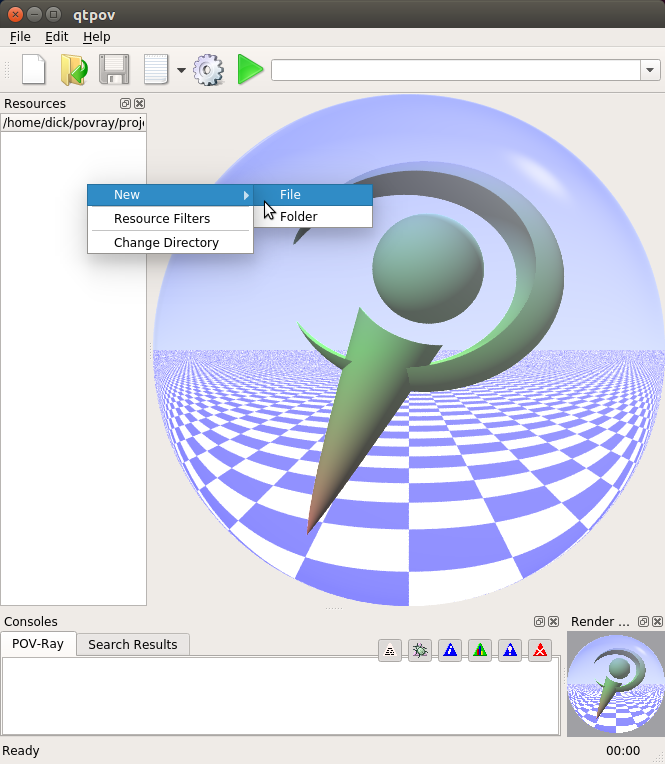 qtpov
File Edit Help
Resources
/home/dick/povray/proj
New
File
Resource Filters
Folder
Change Directory
Consoles
Render ...
POV-Ray Search Results
Ready
00:00